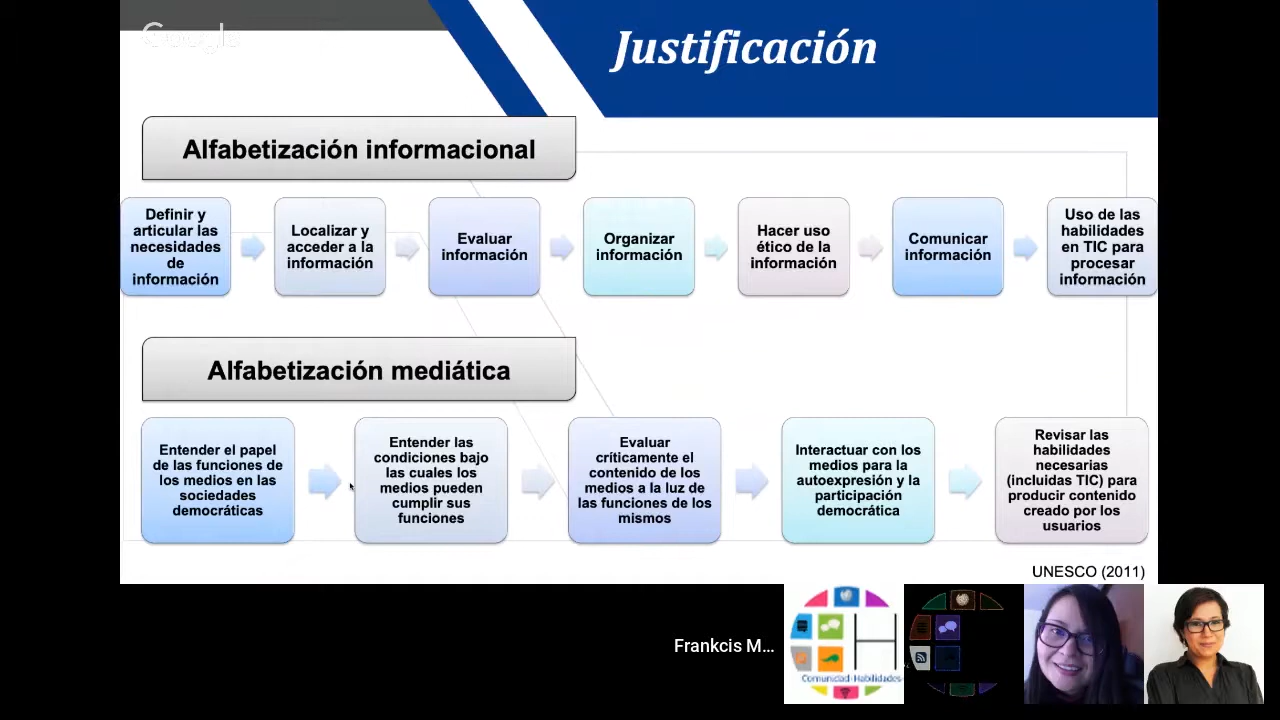 Google
Justificación
Alfabetización informacional
Definir y
articular las
necesidades
de
información
Localizar y
acceder a la
información
Evaluar
información
Organizar
información
Hacer uso
ético de la
información
Comunicar
información
Uso de las
habilidades
en TIC para
procesar
información
Alfabetización mediática
Entender el papel
de las funciones de
los medios en las
sociedades
democráticas
Entender las
condiciones bajo
las cuales los
medios pueden
cumplir sus
funciones
Evaluar
críticamente el
contenido de los
medios a la luz de
las funciones de los
mismos
Interactuar con los
medios para la
autoexpresión y la
participación
democrática
Revisar las
habilidades
necesarias
(incluidas TIC) para
producir contenido
creado por los
usuarios
UNESCO (2011)
Frankcis M...
H
Comunidad Habilidades